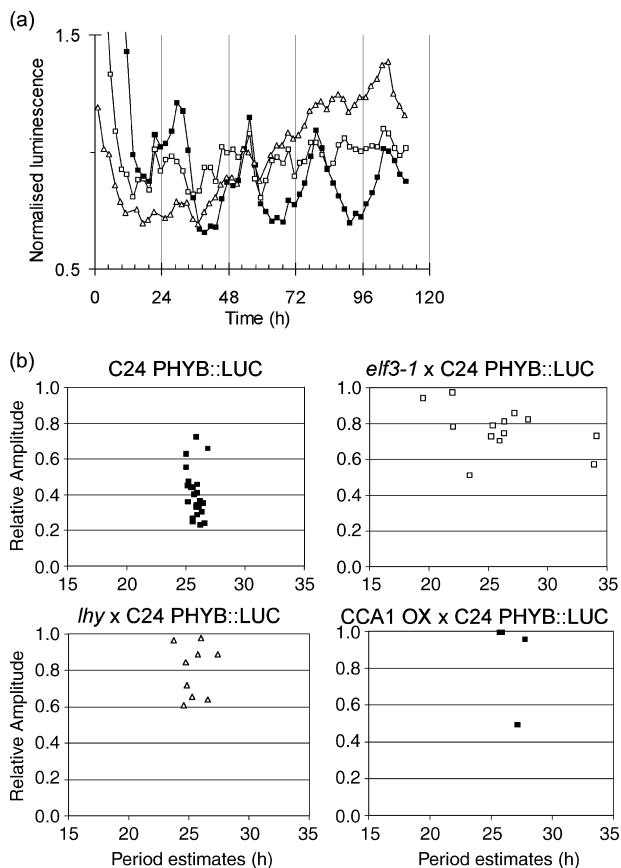 (a)
1.5
Normalised luminescence
0.5
0 24 48 72 96 120
Time (h)
(b)
C24 PHYB::LUC
elf3-1 x C24 PHYB::LUC
Relative Amplitude
1.0
0.8
0.6
0.4
0.2
0.0
15 20 25 30 35
1.0
0.8
0.6
0.4
0.2
0.0
15 20 25 30 35
lhy x C24 PHYB::LUC
CCA1 OX x C24 PHYB::LUC
Relative Amplitude
1.0
0.8
0.6
0.4
0.2
0.0
15 20 25 30 35
Period estimates (h)
1.0
0.8
0.6
0.4
0.2
0.0
15 20 25 30 35
Period estimates (h)